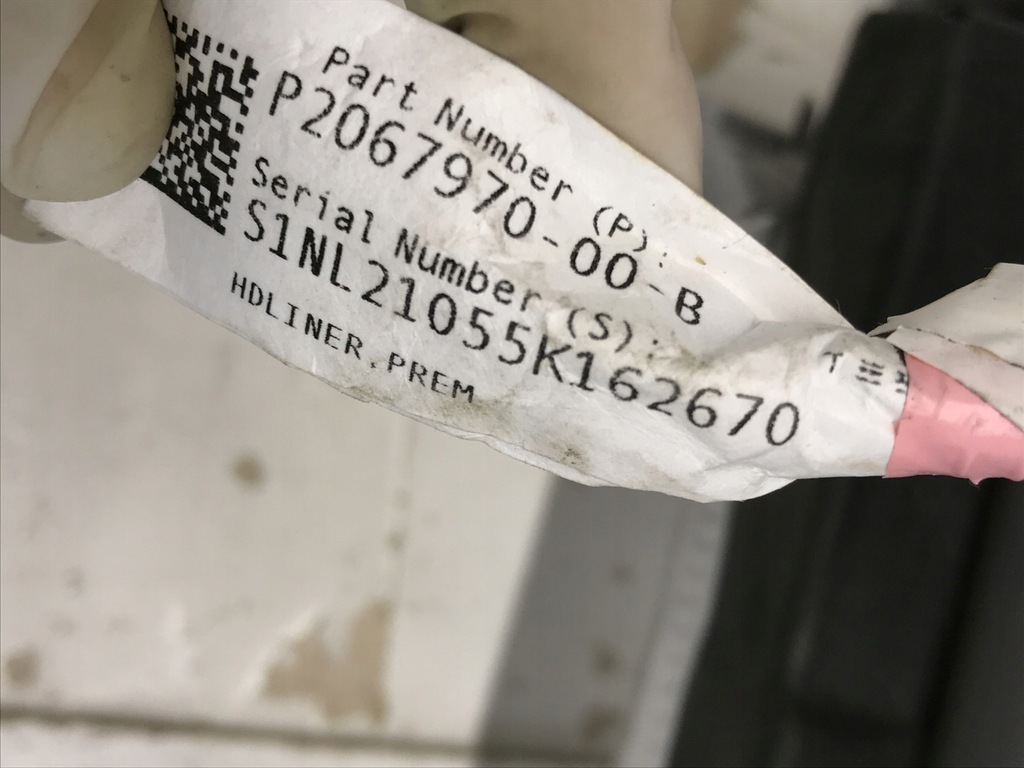 Part Number (P):
P2067970-00-B
Serial Number (S):
S1NL21055K162670
HDLINER,PREM
T